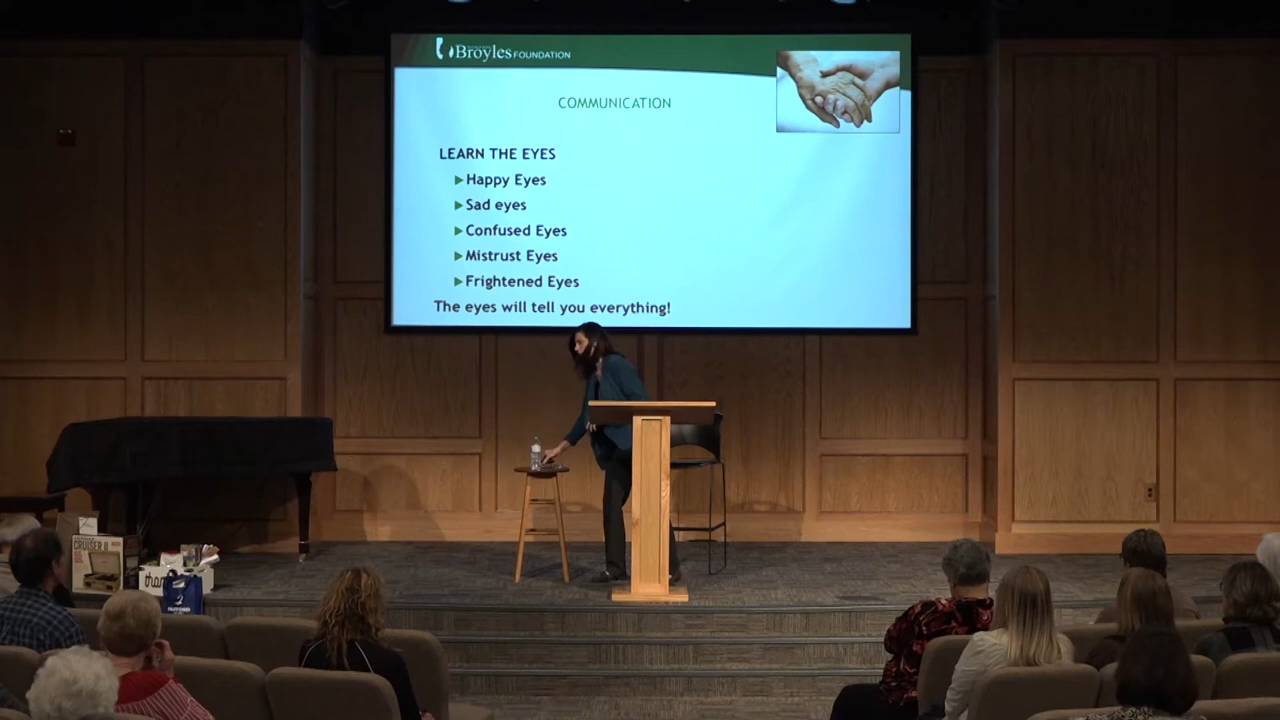 Broyles FOUNDATION
COMMUNICATION
LEARN THE EYES
Happy Eyes
Sad eyes
Confused Eyes
Mistrust Eyes
Frightened Eyes
The eyes will tell you everything!
CRUISER II